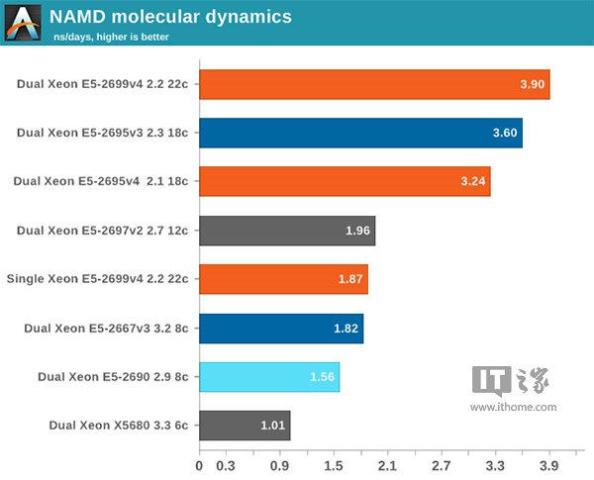 NAMD molecular dynamics
ns/days, higher is better
Dual Xeon E5-2699v4 2.2 22c 3.90
Dual Xeon E5-2695v3 2.3 18c 3.60
Dual Xeon E5-2695v4 2.1 18c 3.24
Dual Xeon E5-2697v2 2.7 12c 1.96
Single Xeon E5-2699v4 2.2 22c 1.87
Dual Xeon E5-2667v3 3.2 8c 1.82
Dual Xeon E5-2690 2.9 8c 1.56
IT之家
www.ithome.com
Dual Xeon X5680 3.3 6c 1.01
0 0.3 0.9 1.5 2.1 2.7 3.3 3.9